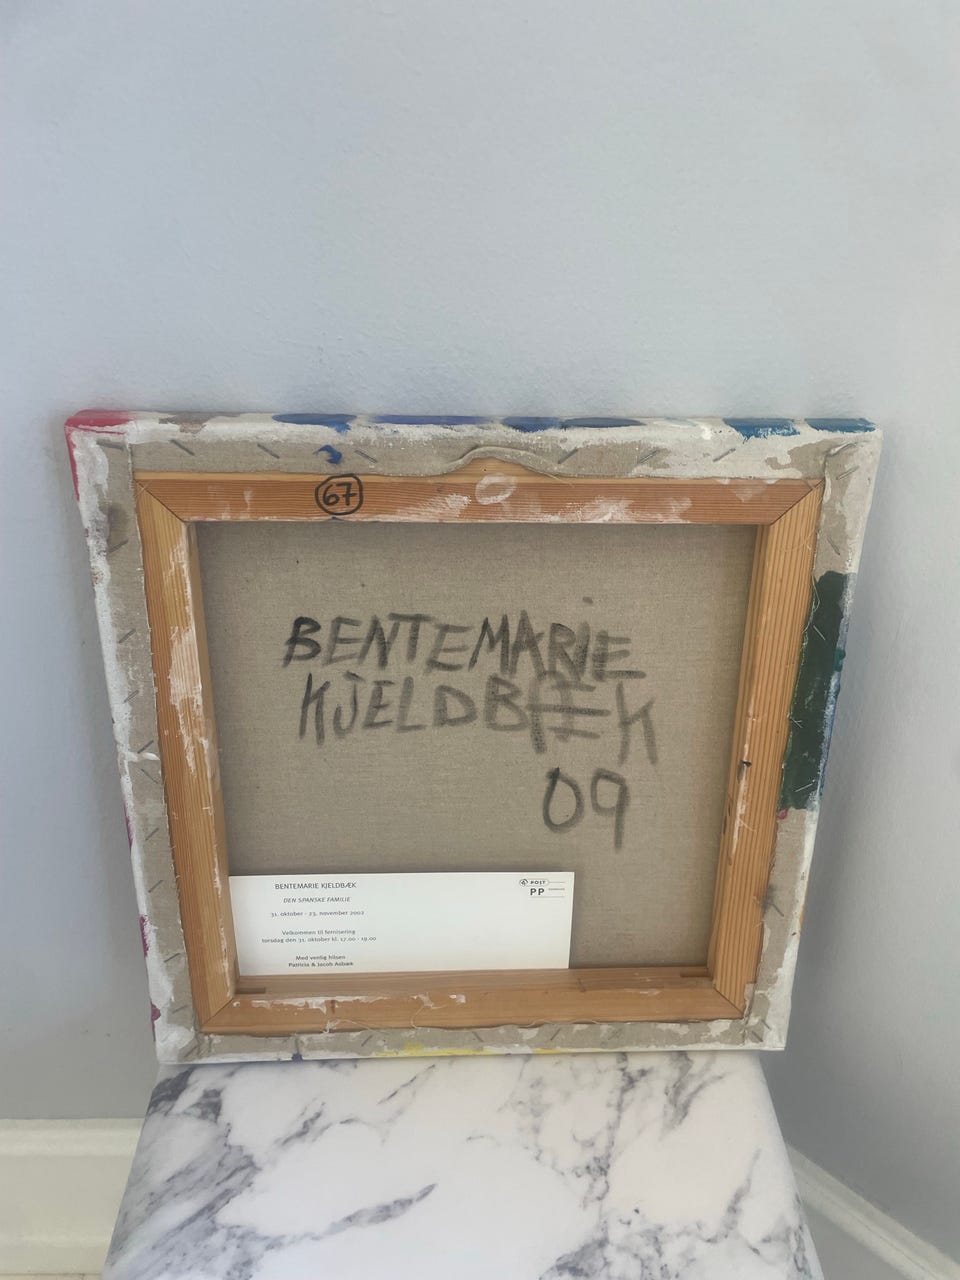 67
BENTEMARIE
KJELDBÆK
09
BENTEMARIE KJELDBÆK
DEN SPANSKE FAMILIE
31. oktober - 23. november 2002
Velkommen til fernisering
torsdag den 31. oktober kl. 17.00 - 19.00
Med venlig hilsen
Patricia & Jacob Asbæk
POST
PP